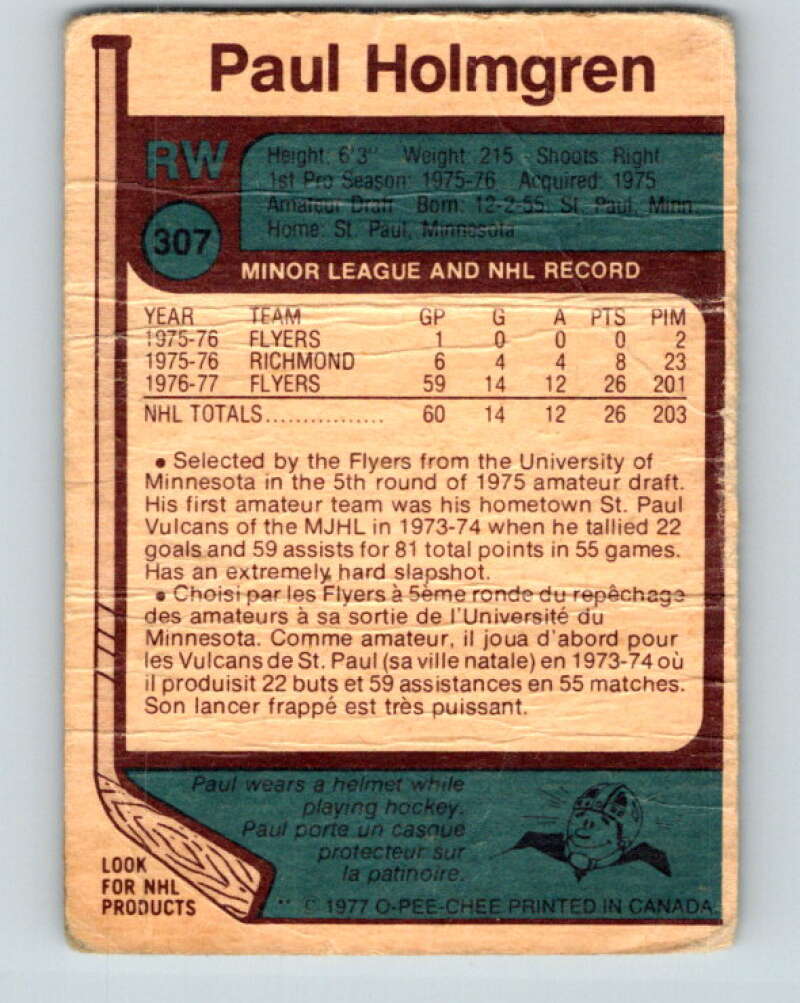 Paul Holmgren
RW
Height: 6'3" Weight: 215 Shoots: Right
1st Pro Season: 1975-76 Acquired: 1975
Amateur Draft Born: 12-2-55: St. Paul, Minn.
Home: St. Paul, Minnesota
307
MINOR LEAGUE AND NHL RECORD
YEAR TEAM GP G A PTS PIM
1975-76 FLYERS 1 0 0 0 2
1975-76 RICHMOND 6 4 4 8 23
1976-77 FLYERS 59 14 12 26 201
NHL TOTALS................ 60 14 12 26 203
• Selected by the Flyers from the University of
Minnesota in the 5th round of 1975 amateur draft.
His first amateur team was his hometown St. Paul
Vulcans of the MJHL in 1973-74 when he tallied 22
goals and 59 assists for 81 total points in 55 games.
Has an extremely hard slapshot.
• Choisi par les Flyers à 5ème ronde du repêchage
des amateurs à sa sortie de l'Université du
Minnesota. Comme amateur, il joua d'abord pour
les Vulcans de St. Paul (sa ville natale) en 1973-74 où
il produisit 22 buts et 59 assistances en 55 matches.
Son lancer frappé est très puissant.
Paul wears a helmet while
playing hockey.
Paul porte un casque
protecteur sur
la patinoire.
LOOK
FOR NHL
PRODUCTS
** © 1977 O-PEE-CHEE PRINTED IN CANADA